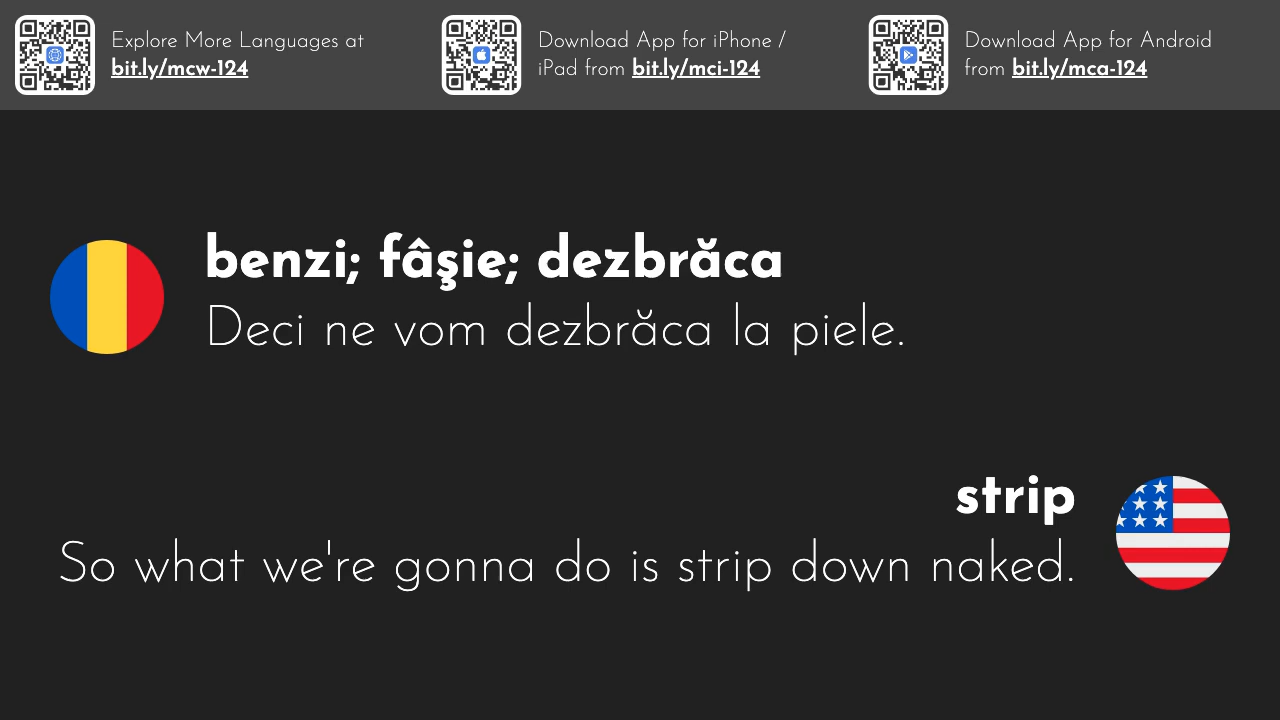 Explore More Languages at
bit.ly/mcw-124
Download App for iPhone /
iPad from bit.ly/mci-124
Download App for Android
from bit.ly/mca-124
benzi; fâşie; dezbrăca
Deci ne vom dezbrăca la piele.
strip
So what we're gonna do is strip down naked.